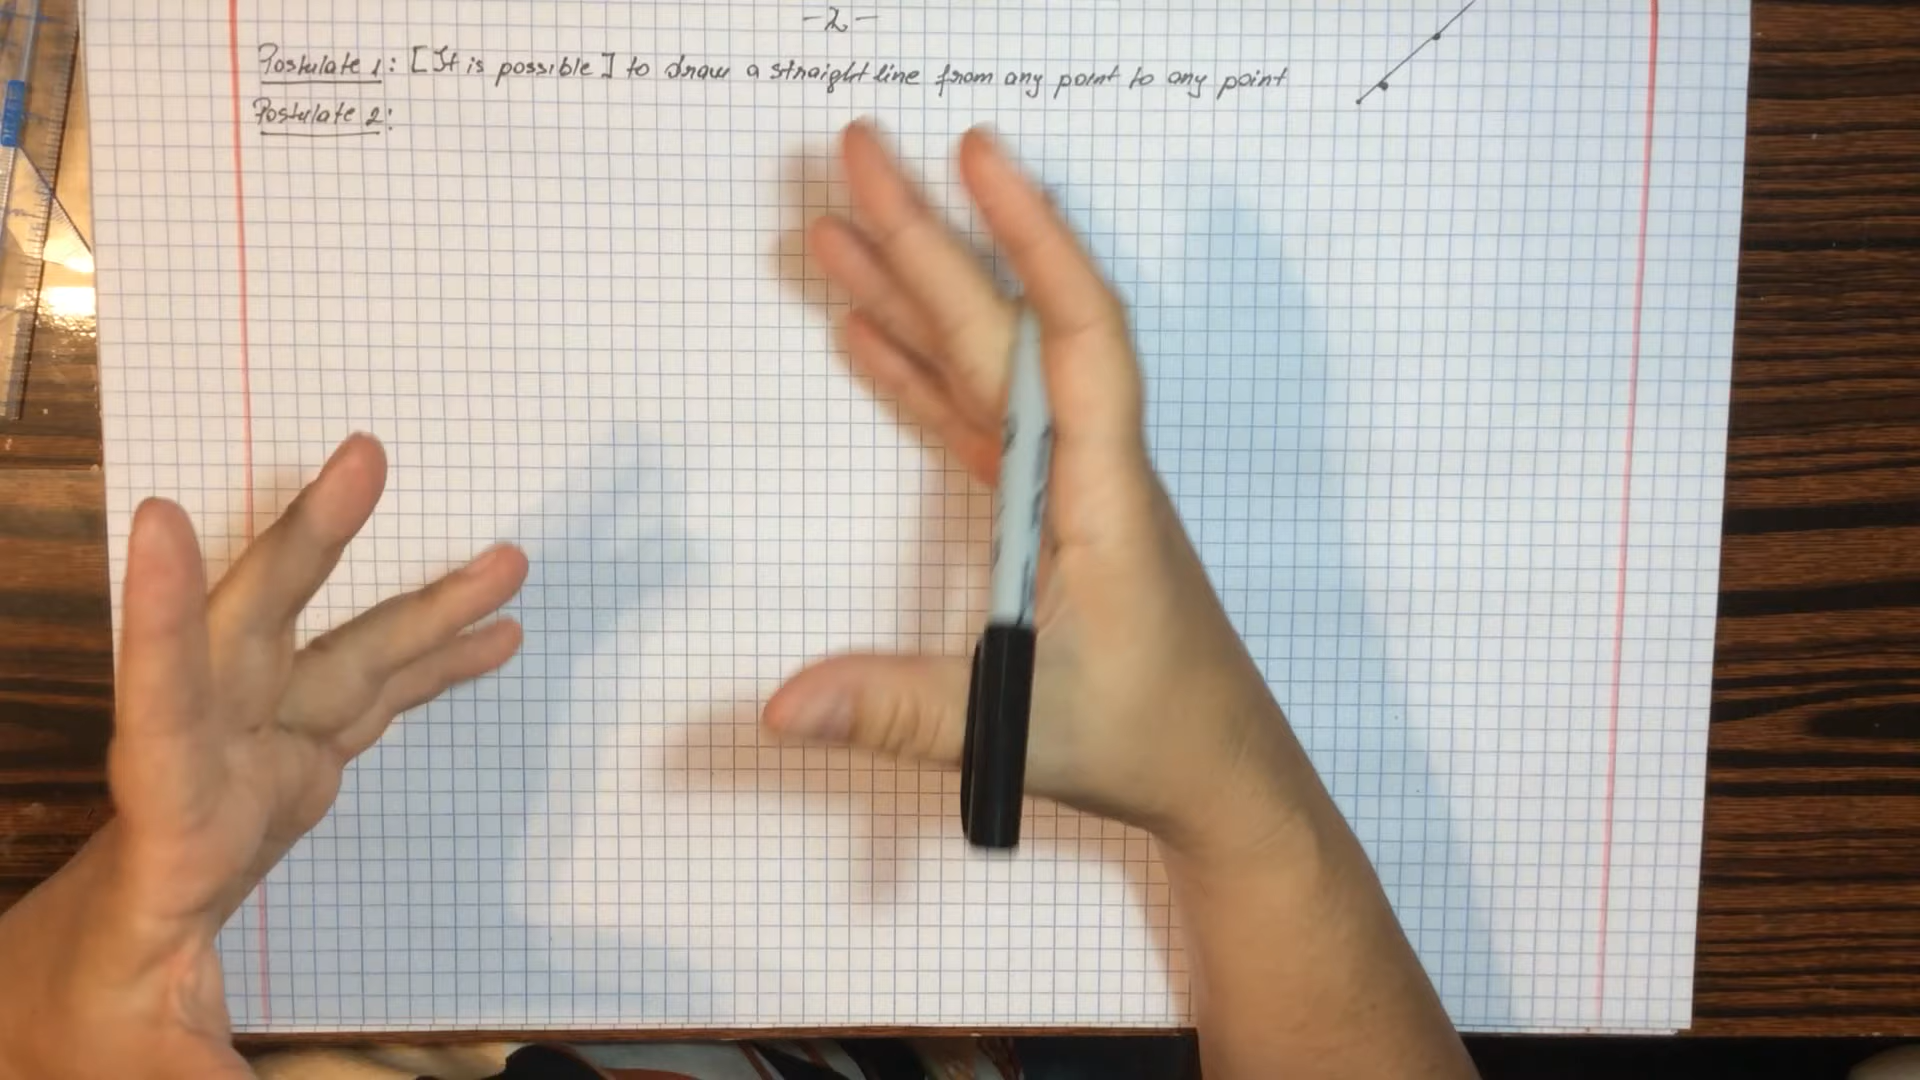 -2-
Postulate 1: [It is possible] to draw a straight line from any point to any point
Postulate 2: